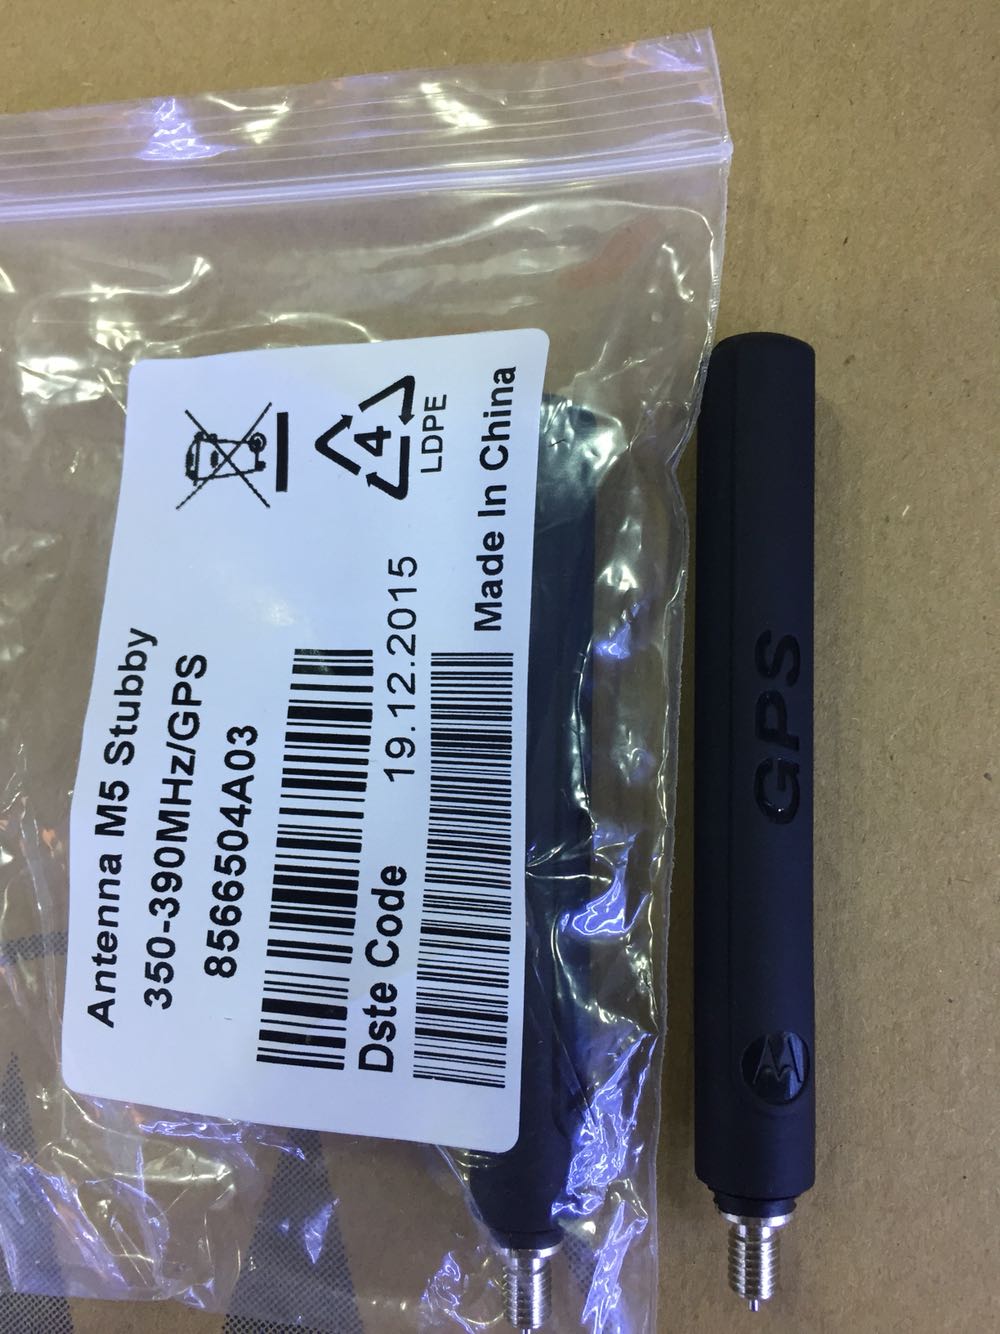 Antenna M5 Stubby
350-390MHz/GPS
8566504A03
Dste Code 19.12.2015
4
LDPE
Made In China
GPS